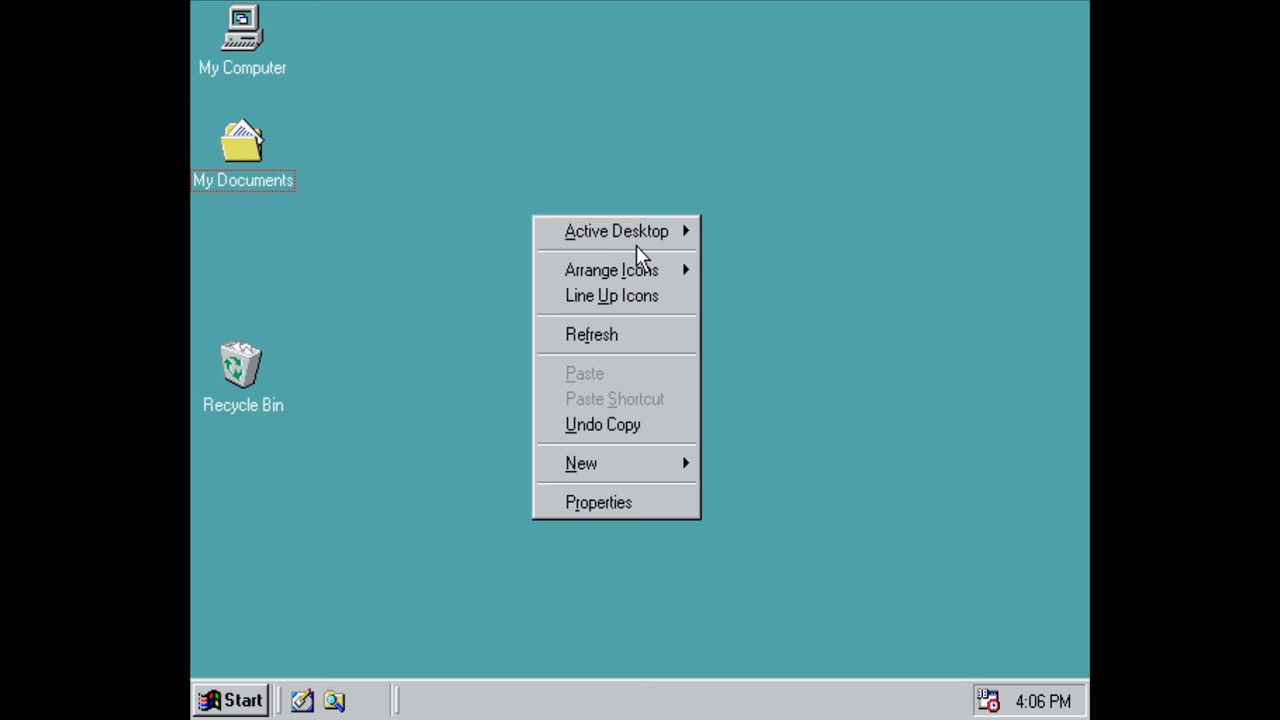 My Computer
My Documents
Active Desktop
Arrange Icons
Line Up Icons
Refresh
Paste
Paste Shortcut
Undo Copy
New
Properties
Recycle Bin
Start
4:06 PM